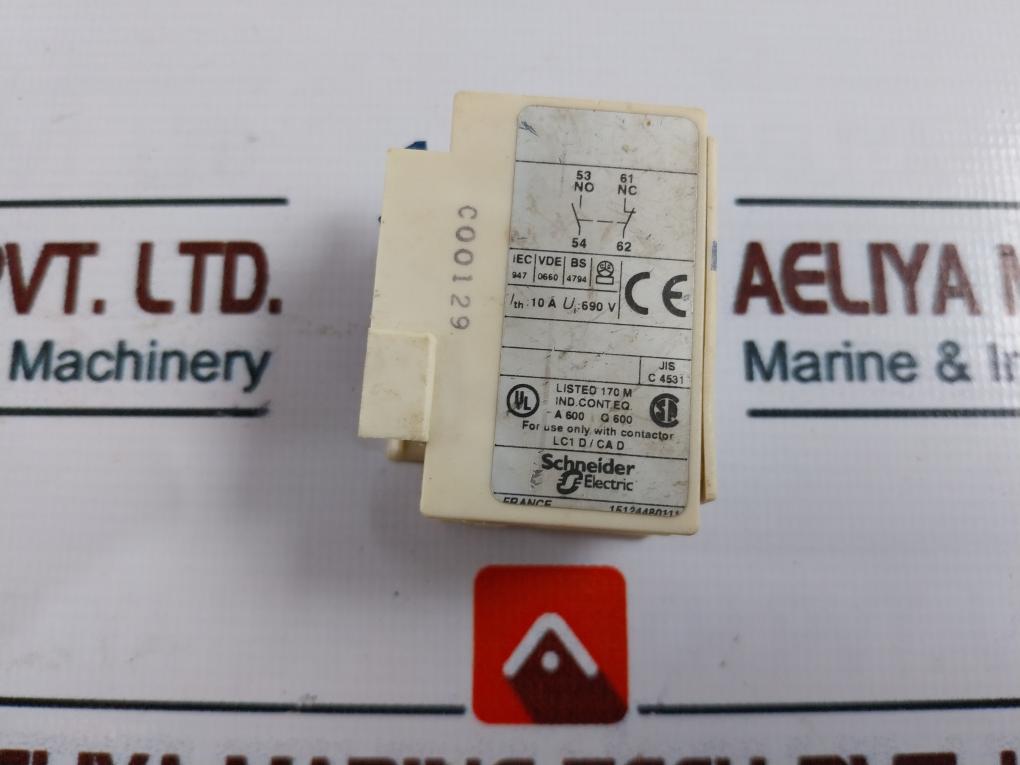 53 61
NO NC
54 62
IEC VDE BS
947 0660 4794
CE
Ith :10 A Ui :690 V
JIS
C 4531
UL
LISTED 170 M
IND.CONT.EQ.
A 600 Q 600
For use only with contactor
LC1 D / CA D
Schneider
Electric
FRANCE 15124480111
C00129
PVT. LTD.
Machinery
AELIYA
Marine &